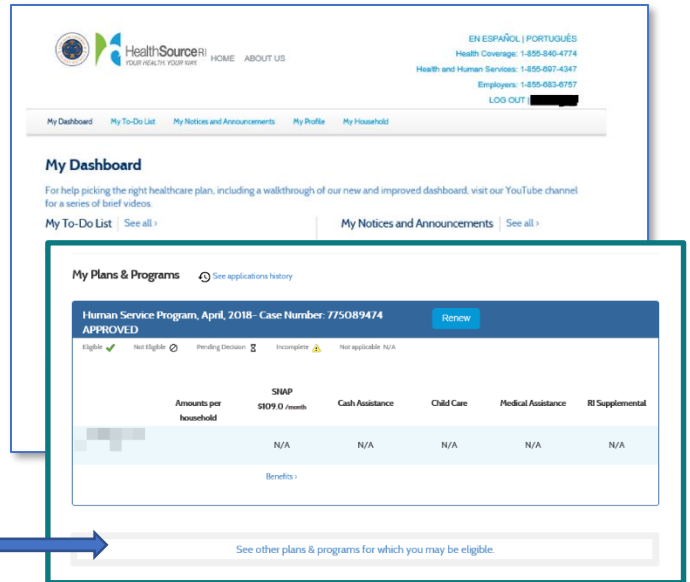 EN ESPAÑOL | PORTUGUÊS
HealthSourceRI HOME ABOUT US
YOUR HEALTH. YOUR WAY.
Health Coverage: 1-855-840-4774
Health and Human Services: 1-855-697-4347
Employers: 1-855-683-6757
LOG OUT |
My Dashboard My To-Do List My Notices and Announcements My Profile My Household
My Dashboard
For help picking the right healthcare plan, including a walkthrough of our new and improved dashboard, visit our YouTube channel
for a series of brief videos.
My To-Do List See all › My Notices and Announcements See all ›
My Plans & Programs See applications history
Human Service Program, April, 2018- Case Number: 775089474 Renew
APPROVED
Eligible Not Eligible Pending Decision Incomplete Not applicable N/A
Amounts per household SNAP $109.0 /month Cash Assistance Child Care Medical Assistance RI Supplemental
N/A N/A N/A N/A N/A
Benefits ›
See other plans & programs for which you may be eligible.